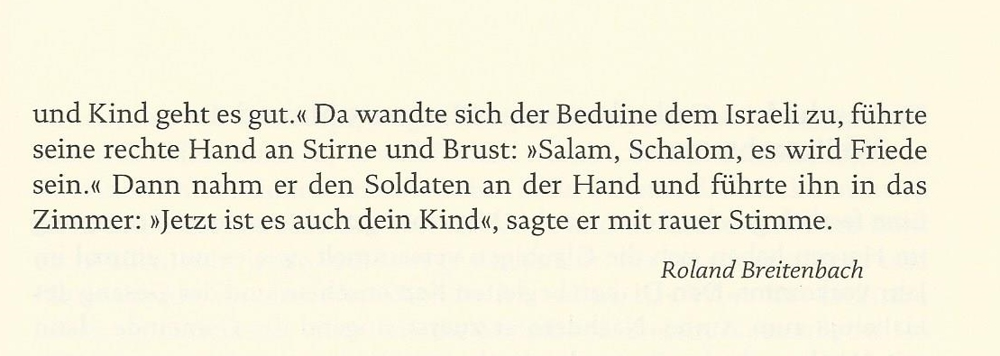 und Kind geht es gut.« Da wandte sich der Beduine dem Israeli zu, führte
seine rechte Hand an Stirne und Brust: »Salam, Schalom, es wird Friede
sein.« Dann nahm er den Soldaten an der Hand und führte ihn in das
Zimmer: »Jetzt ist es auch dein Kind«, sagte er mit rauer Stimme.
Roland Breitenbach